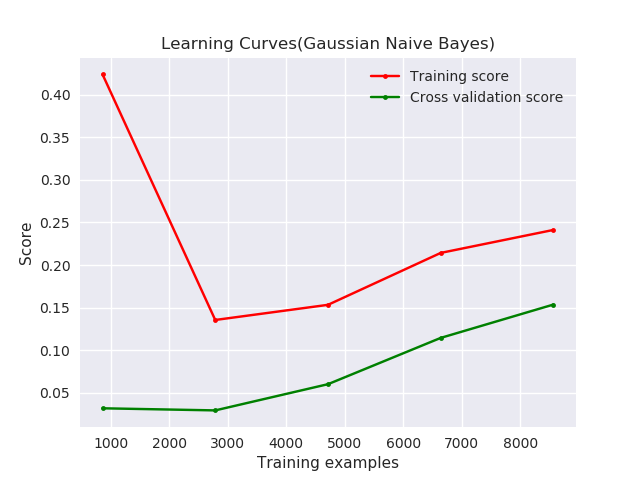 Learning Curves(Gaussian Naive Bayes)
Training score
Cross validation score
0.40
0.35
0.30
0.25
0.20
0.15
0.10
0.05
Score
1000 2000 3000 4000 5000 6000 7000 8000
Training examples